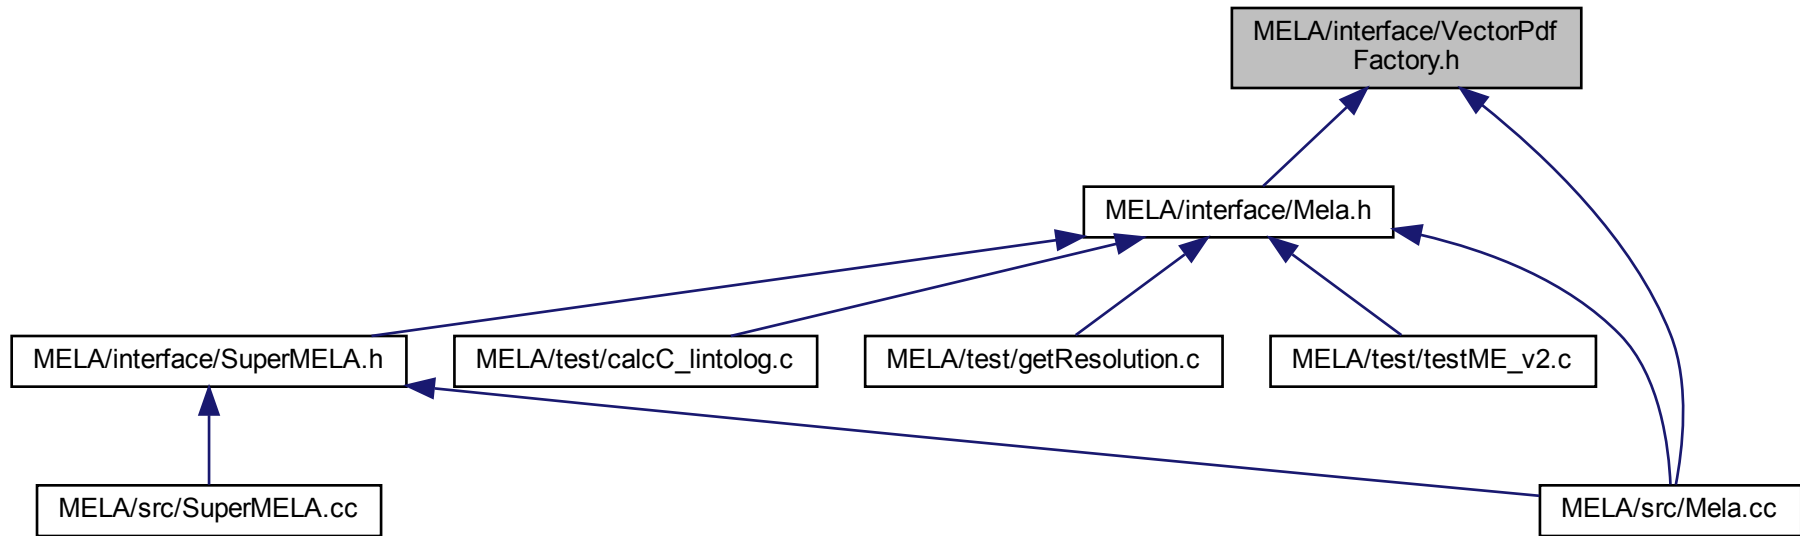 MELA/interface/VectorPdf
Factory.h
MELA/interface/Mela.h
MELA/interface/SuperMELA.h
MELA/test/calcC_lintolog.c
MELA/test/getResolution.c
MELA/test/testME_v2.c
MELA/src/SuperMELA.cc
MELA/src/Mela.cc